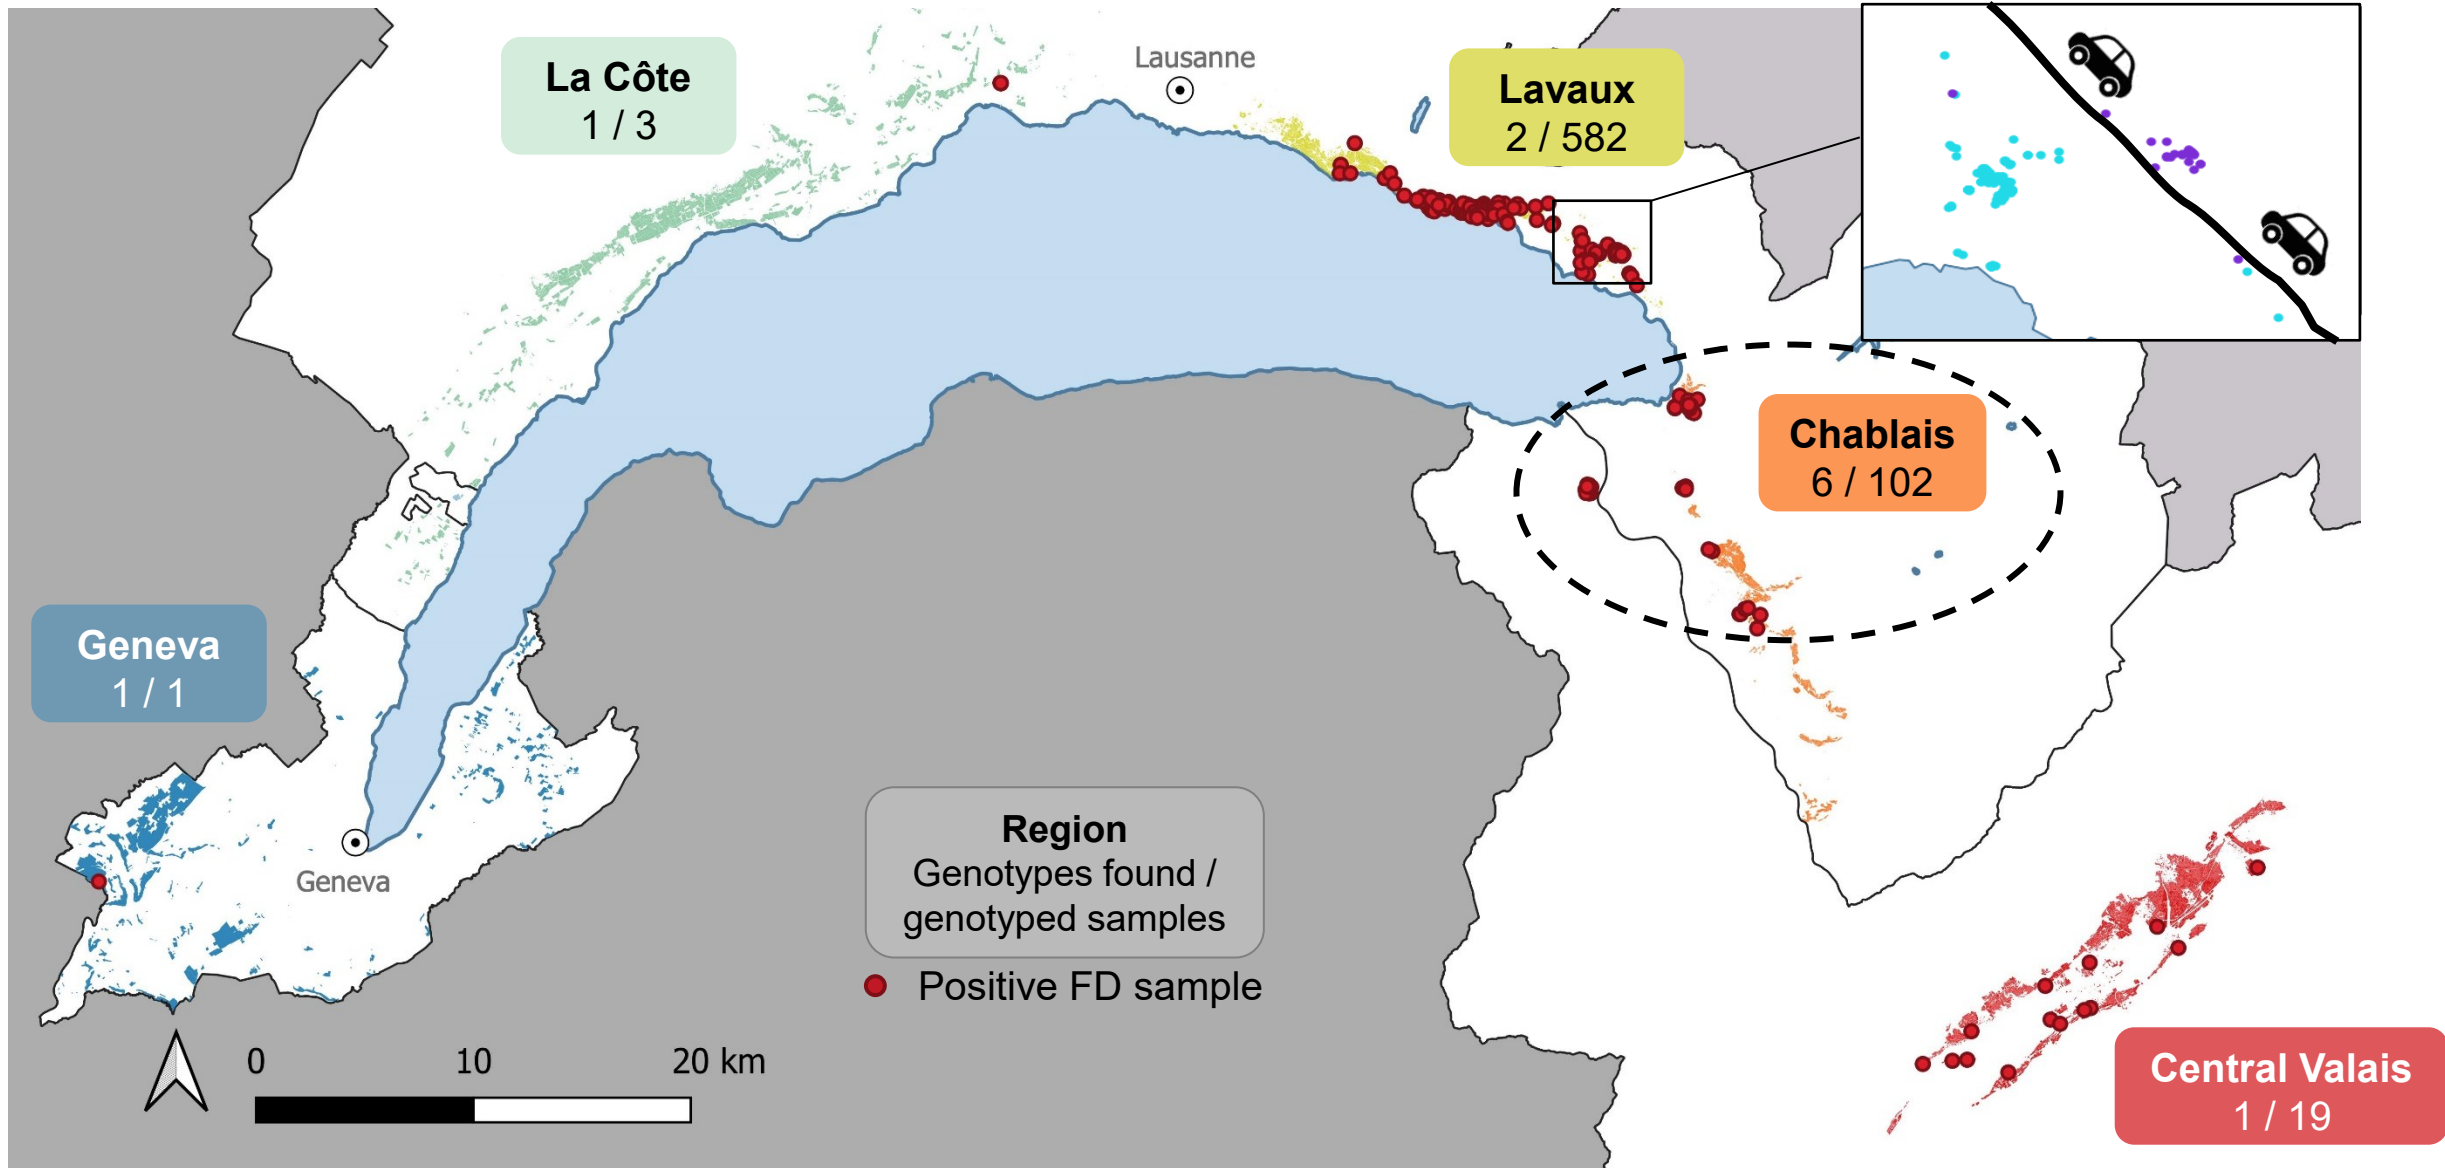 La Côte
1 / 3
Lausanne
Lavaux
2 / 582
Chablais
6 / 102
Geneva
1 / 1
Geneva
Region
Genotypes found /
genotyped samples
Positive FD sample
0 10 20 km
Central Valais
1 / 19